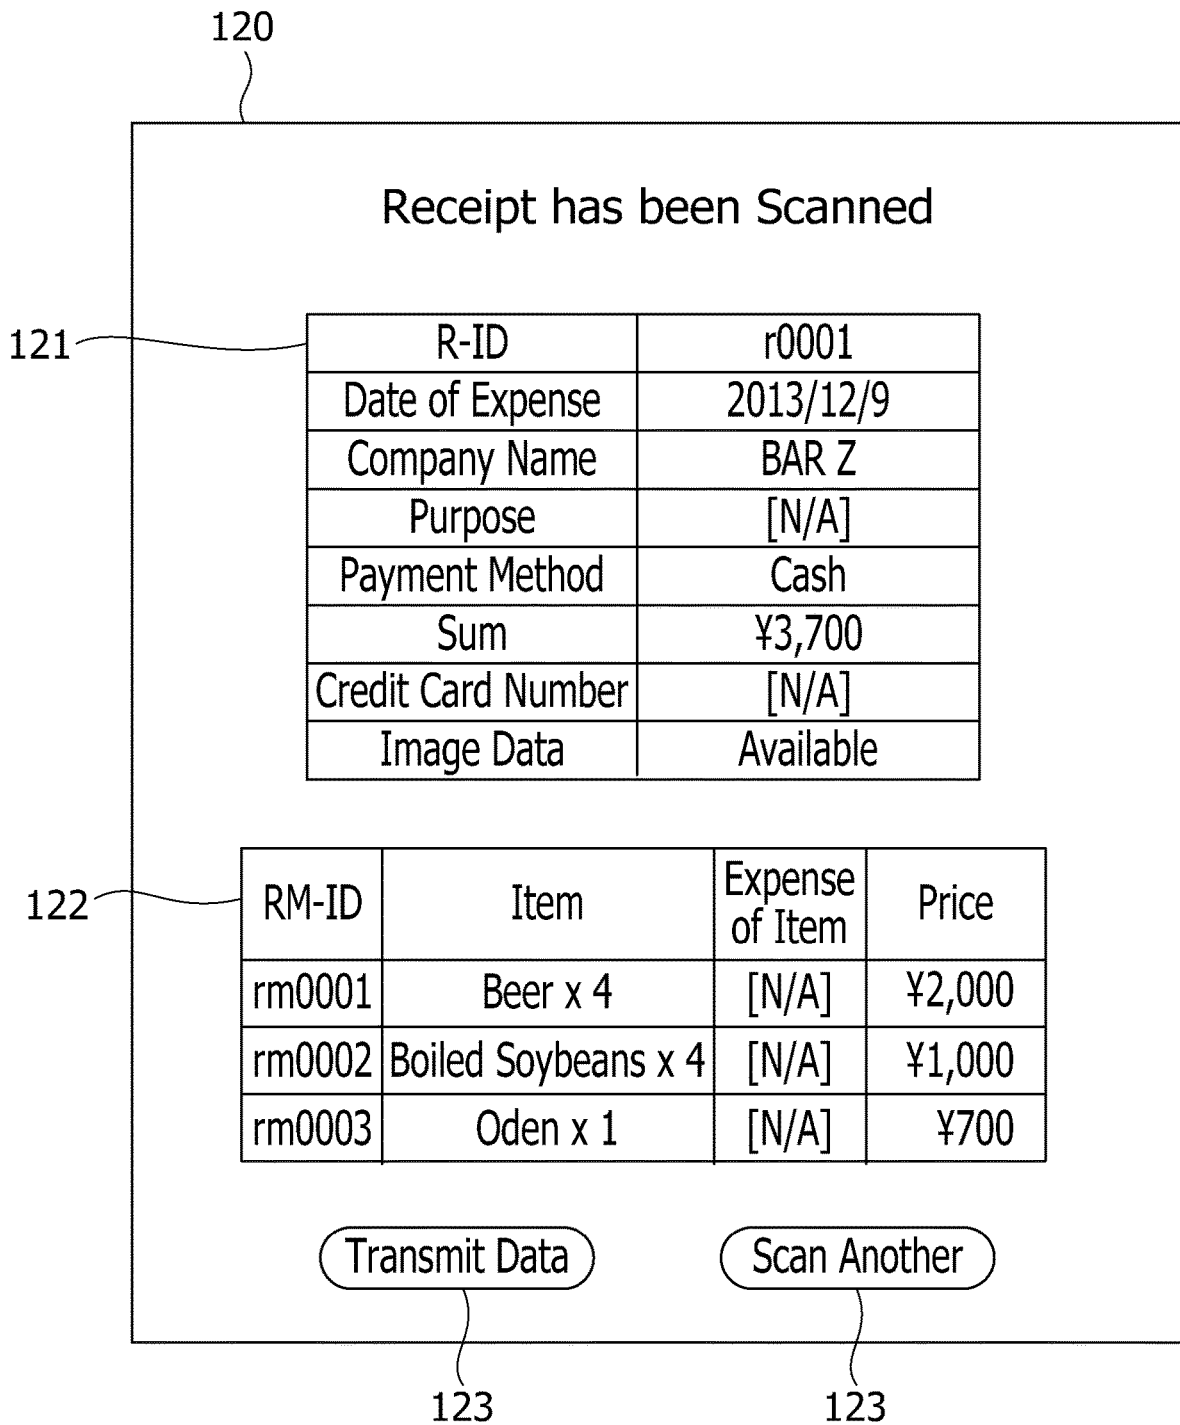 120
Receipt has been Scanned
121
R-ID r0001
Date of Expense 2013/12/9
Company Name BAR Z
Purpose [N/A]
Payment Method Cash
Sum ¥3,700
Credit Card Number [N/A]
Image Data Available
122
RM-ID Item Expense of Item Price
rm0001 Beer x 4 [N/A] ¥2,000
rm0002 Boiled Soybeans x 4 [N/A] ¥1,000
rm0003 Oden x 1 [N/A] ¥700
Transmit Data Scan Another
123 123